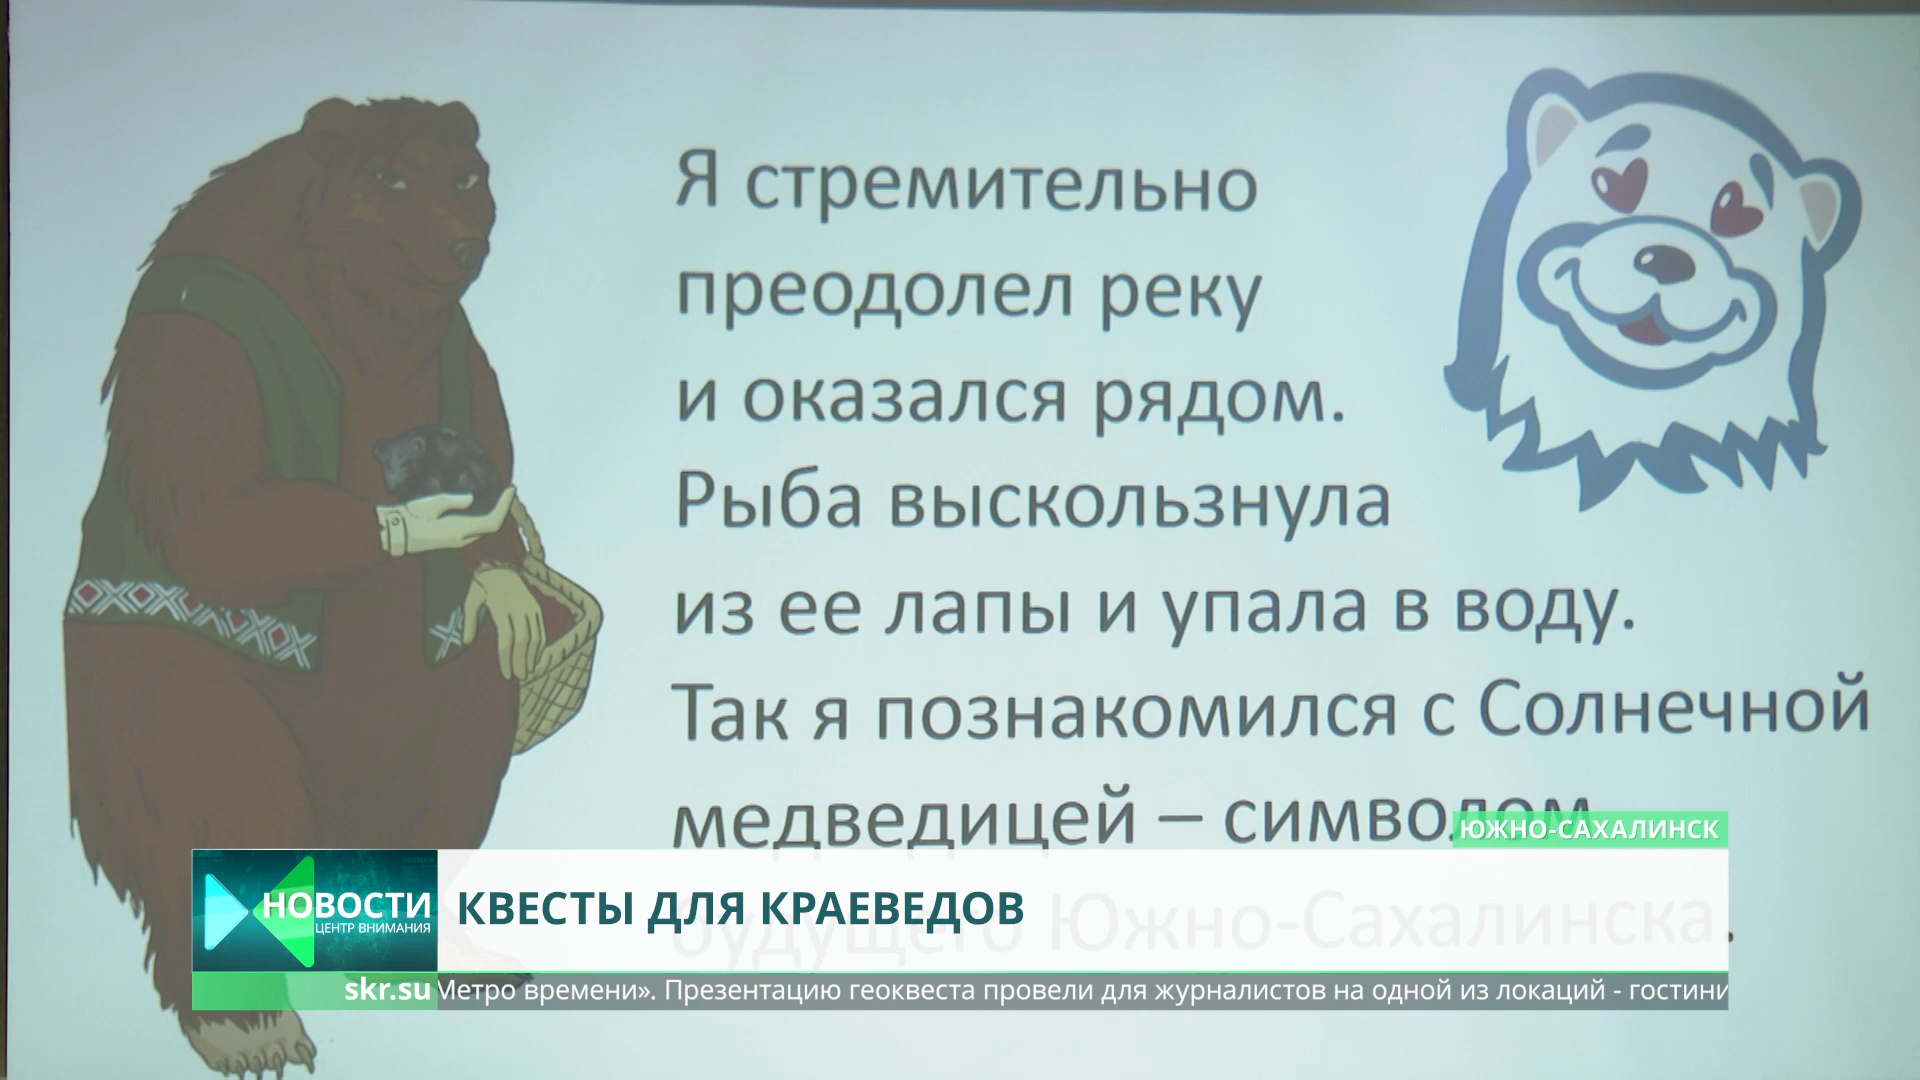 Я стремительно
преодолел реку
и оказался рядом.
Рыба выскользнула
из ее лапы и упала в воду.
Так я познакомился с Солнечной
медведицей – символом
будущего Южно-Сахалинска.
ЮЖНО-САХАЛИНСК
НОВОСТИ
ЦЕНТР ВНИМАНИЯ
КВЕСТЫ ДЛЯ КРАЕВЕДОВ
skr.su
Метро времени». Презентацию геоквеста провели для журналистов на одной из локаций - гостини